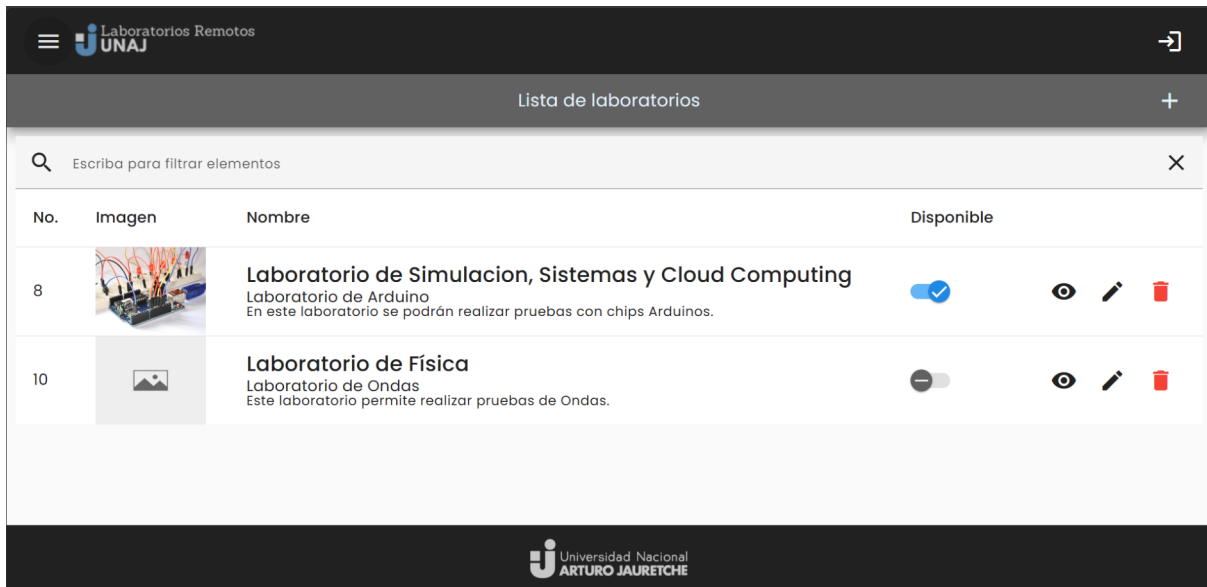 Laboratorios Remotos
UNAJ
Lista de laboratorios
Escriba para filtrar elementos
No. Imagen Nombre Disponible
8
Laboratorio de Simulacion, Sistemas y Cloud Computing
Laboratorio de Arduino
En este laboratorio se podrán realizar pruebas con chips Arduinos.
10
Laboratorio de Física
Laboratorio de Ondas
Este laboratorio permite realizar pruebas de Ondas.
Universidad Nacional
ARTURO JAURETCHE